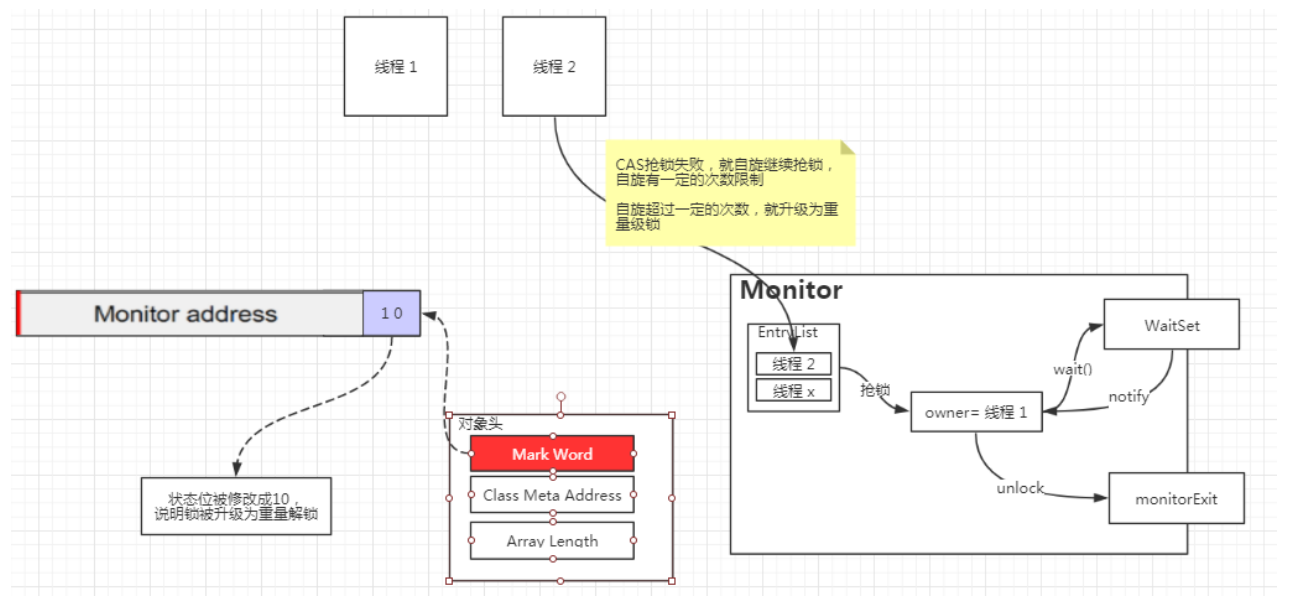 线程 1
线程 2
CAS抢锁失败，就自旋继续抢锁，
自旋有一定的次数限制
自旋超过一定的次数，就升级为重
量级锁
Monitor address
1 0
状态位被修改成10，
说明锁被升级为重量解锁
对象头
Mark Word
Class Meta Address
Array Length
Monitor
EntryList
线程 2
线程 x
抢锁
owner= 线程 1
WaitSet
wait()
notify
unlock
monitorExit